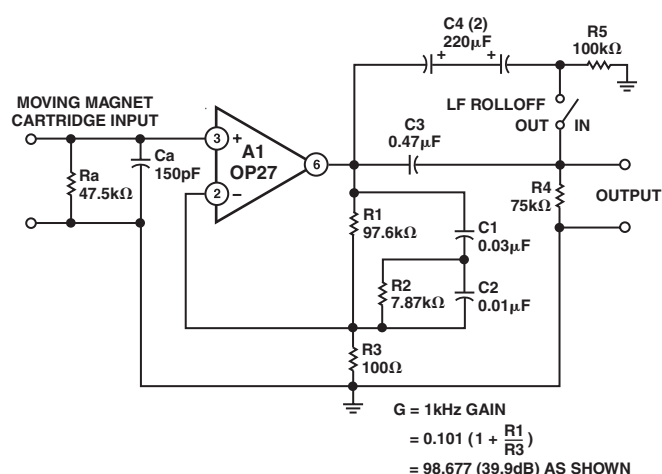 C4 (2)
220μF
+ +
R5
100kΩ
MOVING MAGNET
CARTRIDGE INPUT
LF ROLLOFF
OUT IN
3
+
A1
OP27
6
2
–
C3
0.47μF
Ca
150pF
Ra
47.5kΩ
R4
75kΩ
OUTPUT
R1
97.6kΩ
C1
0.03μF
R2
7.87kΩ
C2
0.01μF
R3
100Ω
G = 1kHz GAIN
= 0.101 (1 + R1/R3)
= 98.677 (39.9dB) AS SHOWN